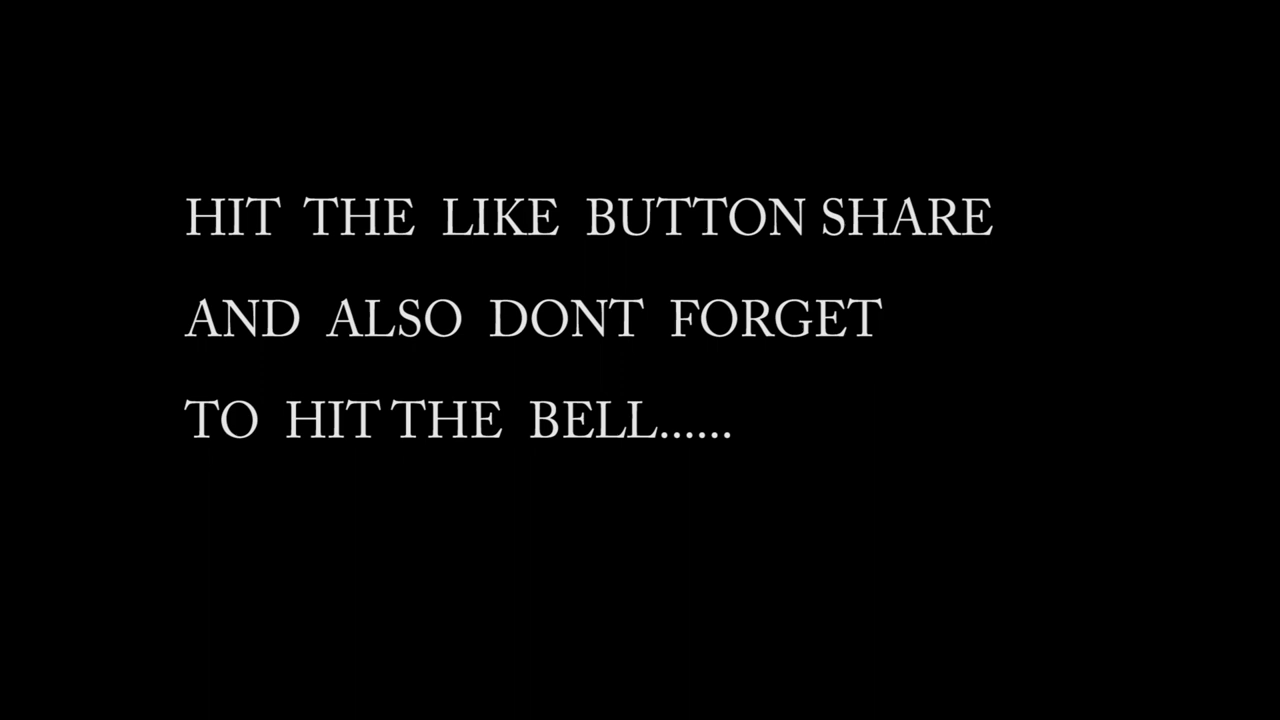 HIT THE LIKE BUTTON SHARE
AND ALSO DONT FORGET
TO HIT THE BELL......